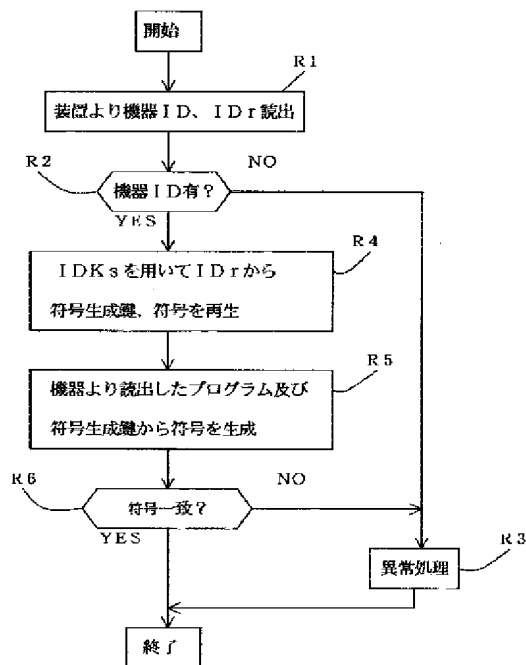 開始
R1
装置より機器ID、IDr読出
NO
R2
機器ID有?
YES
R4
IDKsを用いてIDrから
符号生成鍵、符号を再生
R5
機器より読出したプログラム及び
符号生成鍵から符号を生成
R6
NO
符号一致?
YES
R3
異常処理
終了